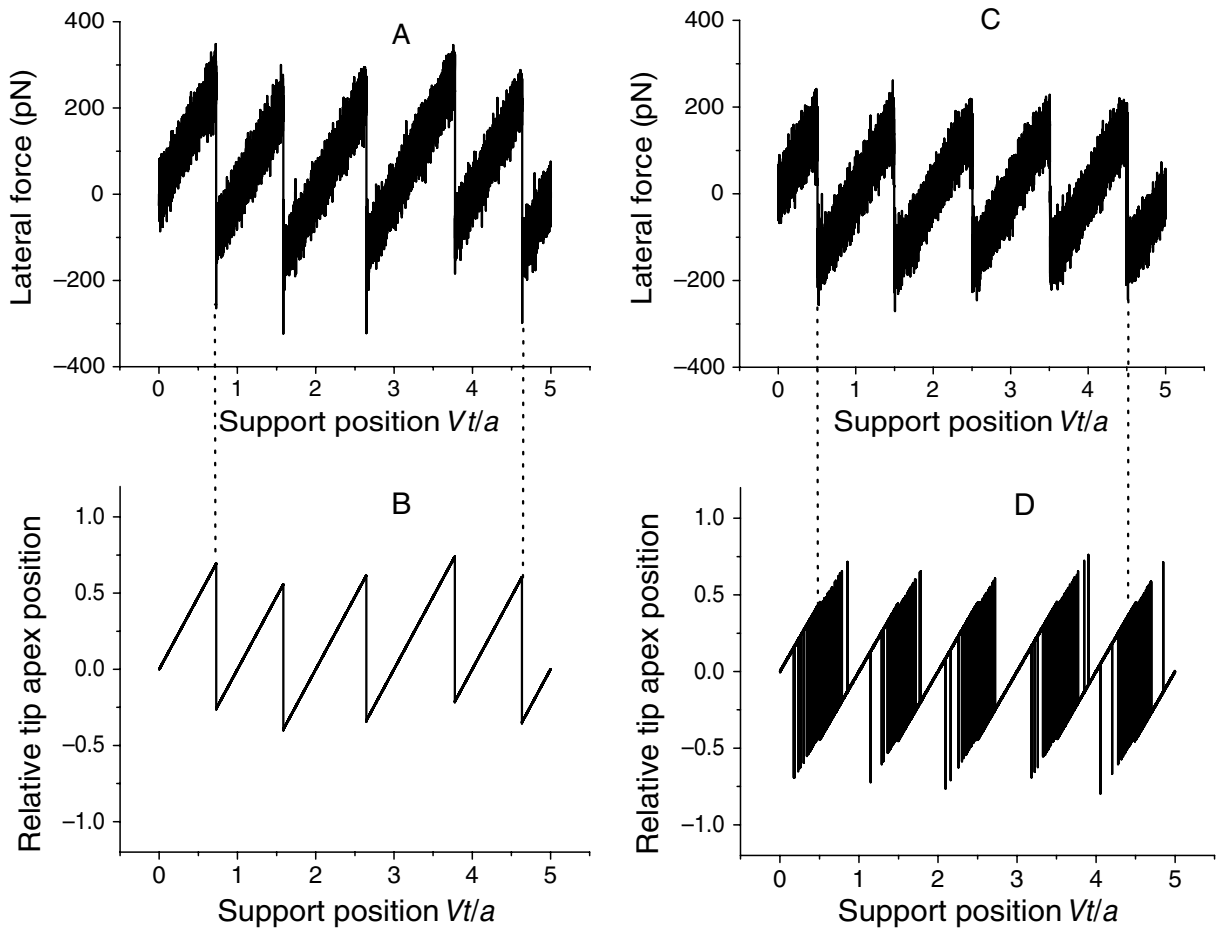 A
Lateral force (pN)
400
200
0
−200
−400
0 1 2 3 4 5
Support position Vt/a
C
Lateral force (pN)
400
200
0
−200
−400
0 1 2 3 4 5
Support position Vt/a
B
Relative tip apex position
1.0
0.5
0.0
−0.5
−1.0
0 1 2 3 4 5
Support position Vt/a
D
Relative tip apex position
1.0
0.5
0.0
−0.5
−1.0
0 1 2 3 4 5
Support position Vt/a